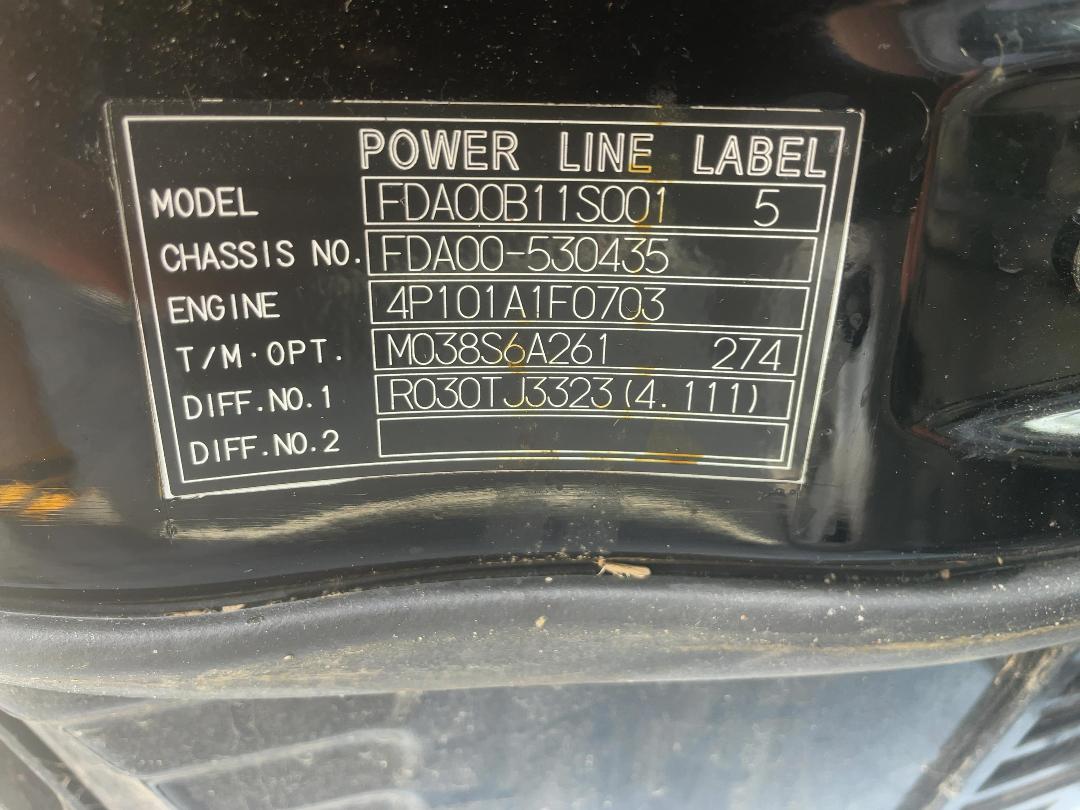 POWER LINE LABEL
MODEL FDA00B11S001 5
CHASSIS NO. FDA00-530435
ENGINE 4P101A1F0703
T/M·OPT. M038S6A261 274
DIFF.NO.1 R030TJ3323(4.111)
DIFF.NO.2